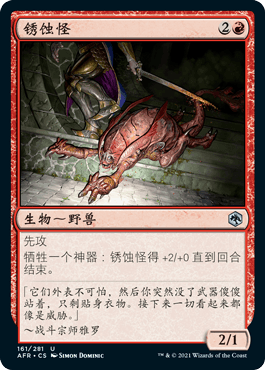 锈蚀怪 2
生物～野兽
先攻
牺牲一个神器：锈蚀怪得 +2/+0 直到回合
结束。
「它们外表不可怕，然后你突然没了武器傻傻
站着，只剩贴身衣物。接下来一切看起来都
像是威胁。」
～战斗宗师雅罗
2/1
161/281 U
AFR • CS SIMON DOMINIC
™ & © 2021 Wizards of the Coast